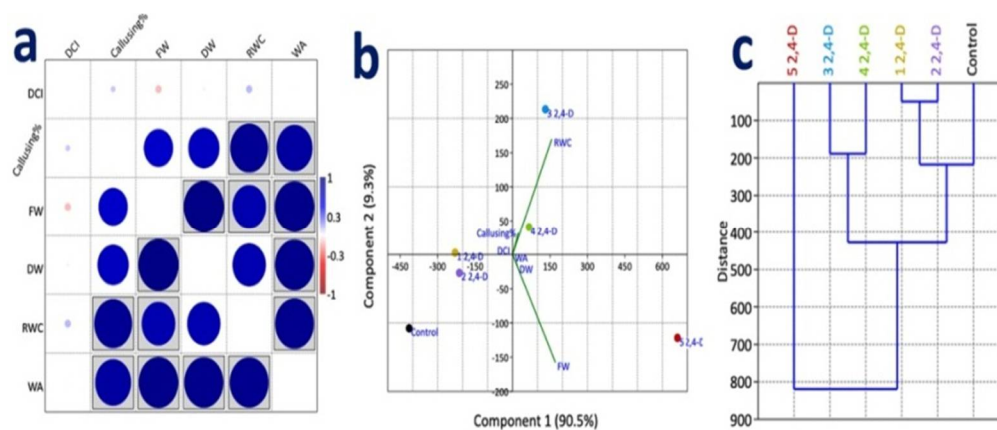 a
DCI Callusing% FW DW RWC WA
DCI
Callusing%
FW
DW
RWC
WA
1
0.3
-0.3
-1
b
Component 2 (9.3%)
250
200
150
100
50
-50
-100
-150
-200
-450 -300 -150 150 300 450 600
3 2,4-D
RWC
4 2,4-D
Callusing%
DCI
WA
DW
1 2,4-D
2 2,4-D
Control
5 2,4-D
FW
Component 1 (90.5%)
c
5 2,4-D
3 2,4-D
4 2,4-D
1 2,4-D
2 2,4-D
Control
Distance
100
200
300
400
500
600
700
800
900